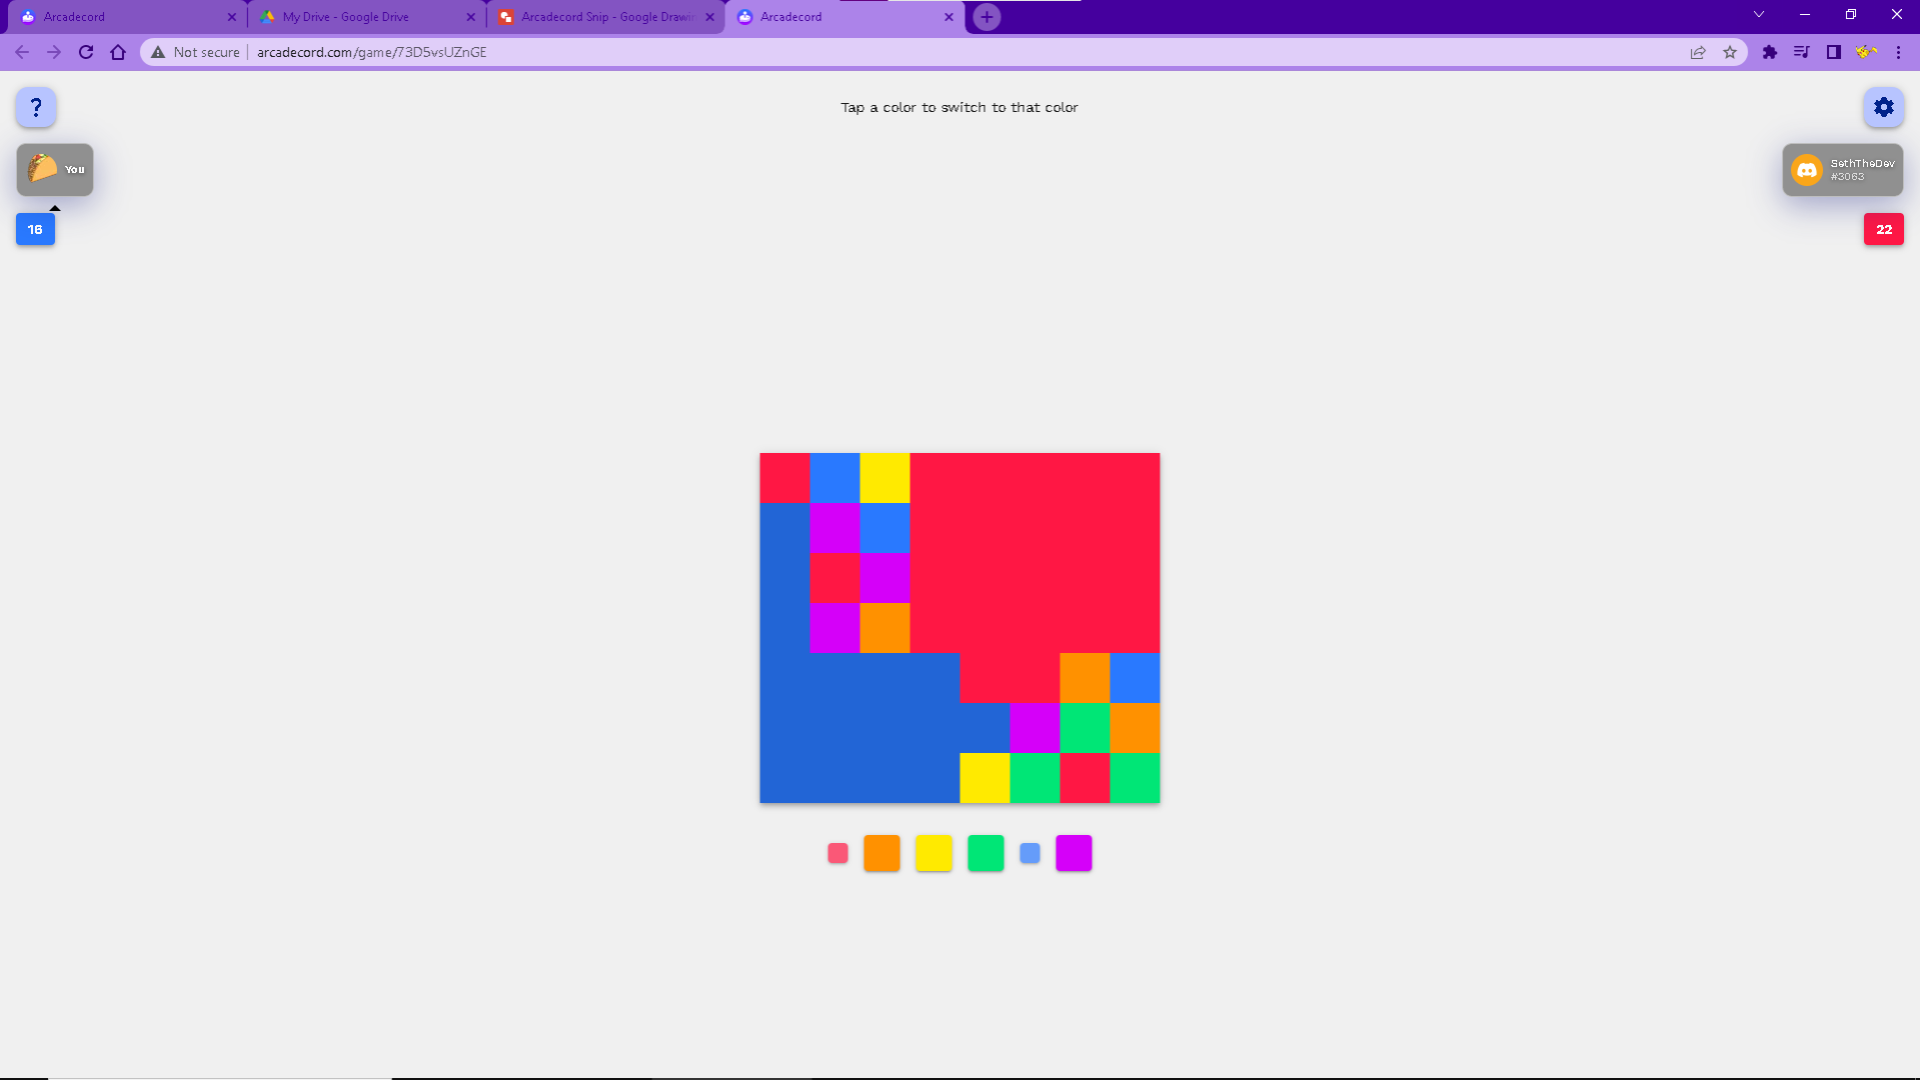 Arcadecord
My Drive - Google Drive
Arcadecord Snip - Google Drawin
Arcadecord
Not secure
arcadecord.com/game/73D5vsUZnGE
?
Tap a color to switch to that color
You
SethTheDev
#3063
16
22